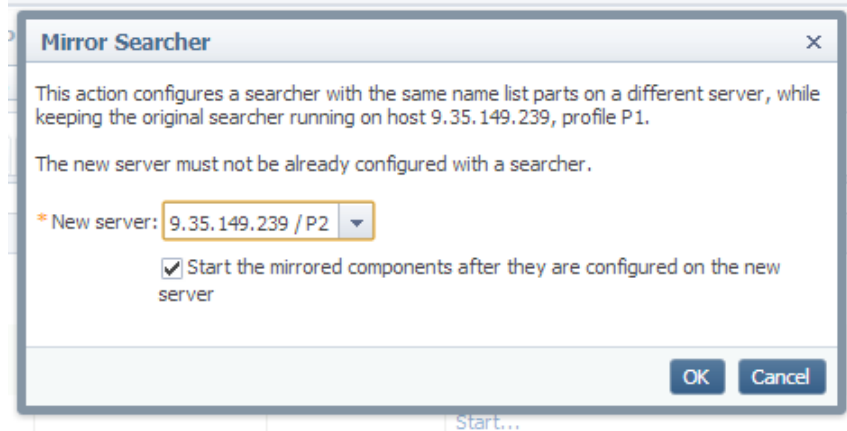 Mirror Searcher
This action configures a searcher with the same name list parts on a different server, while
keeping the original searcher running on host 9.35.149.239, profile P1.
The new server must not be already configured with a searcher.
* New server: 9.35.149.239 / P2
Start the mirrored components after they are configured on the new
server
OK Cancel
Start...